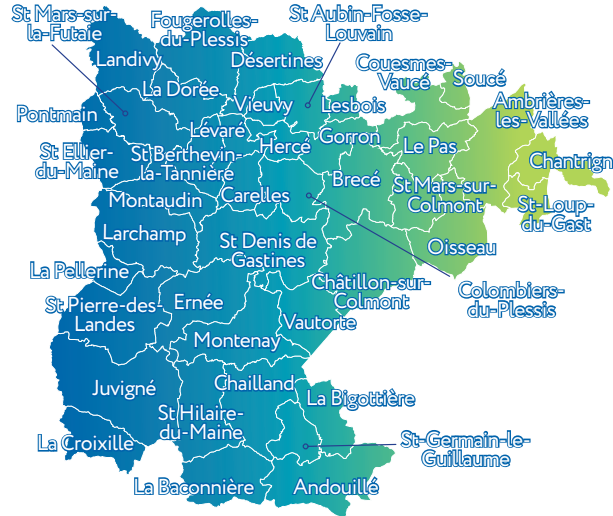 St Mars-sur-
la-Futaie
Fougerolles-
du-Plessis
St Aubin-Fosse-
Louvain
Landivy
Désertines
Couesmes-
Vaucé
Soucé
La Dorée
Vieuvy
Lesbois
Ambrières-
les-Vallées
Pontmain
Lévaré
Hercé
Gorron
Le Pas
St Ellier-
du-Maine
St Berthevin-
la-Tannière
Chantrign
Carelles
Brecé
St Mars-sur-
Colmont
Montaudin
St-Loup-
du-Gast
Larchamp
St Denis de
Gastines
Oisseau
La Pellerine
Châtillon-sur-
Colmont
Colombiers-
du-Plessis
St Pierre-des-
Landes
Ernée
Vautorte
Montenay
Juvigné
Chailland
La Bigottière
St Hilaire-
du-Maine
La Croixille
St-Germain-le-
Guillaume
La Baconnière
Andouillé